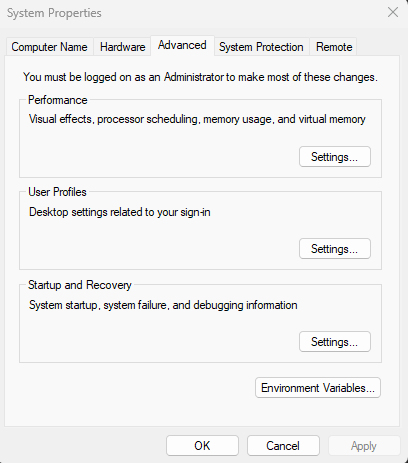 System Properties
Computer Name Hardware Advanced System Protection Remote
You must be logged on as an Administrator to make most of these changes.
Performance
Visual effects, processor scheduling, memory usage, and virtual memory
Settings...
User Profiles
Desktop settings related to your sign-in
Settings...
Startup and Recovery
System startup, system failure, and debugging information
Settings...
Environment Variables...
OK Cancel Apply